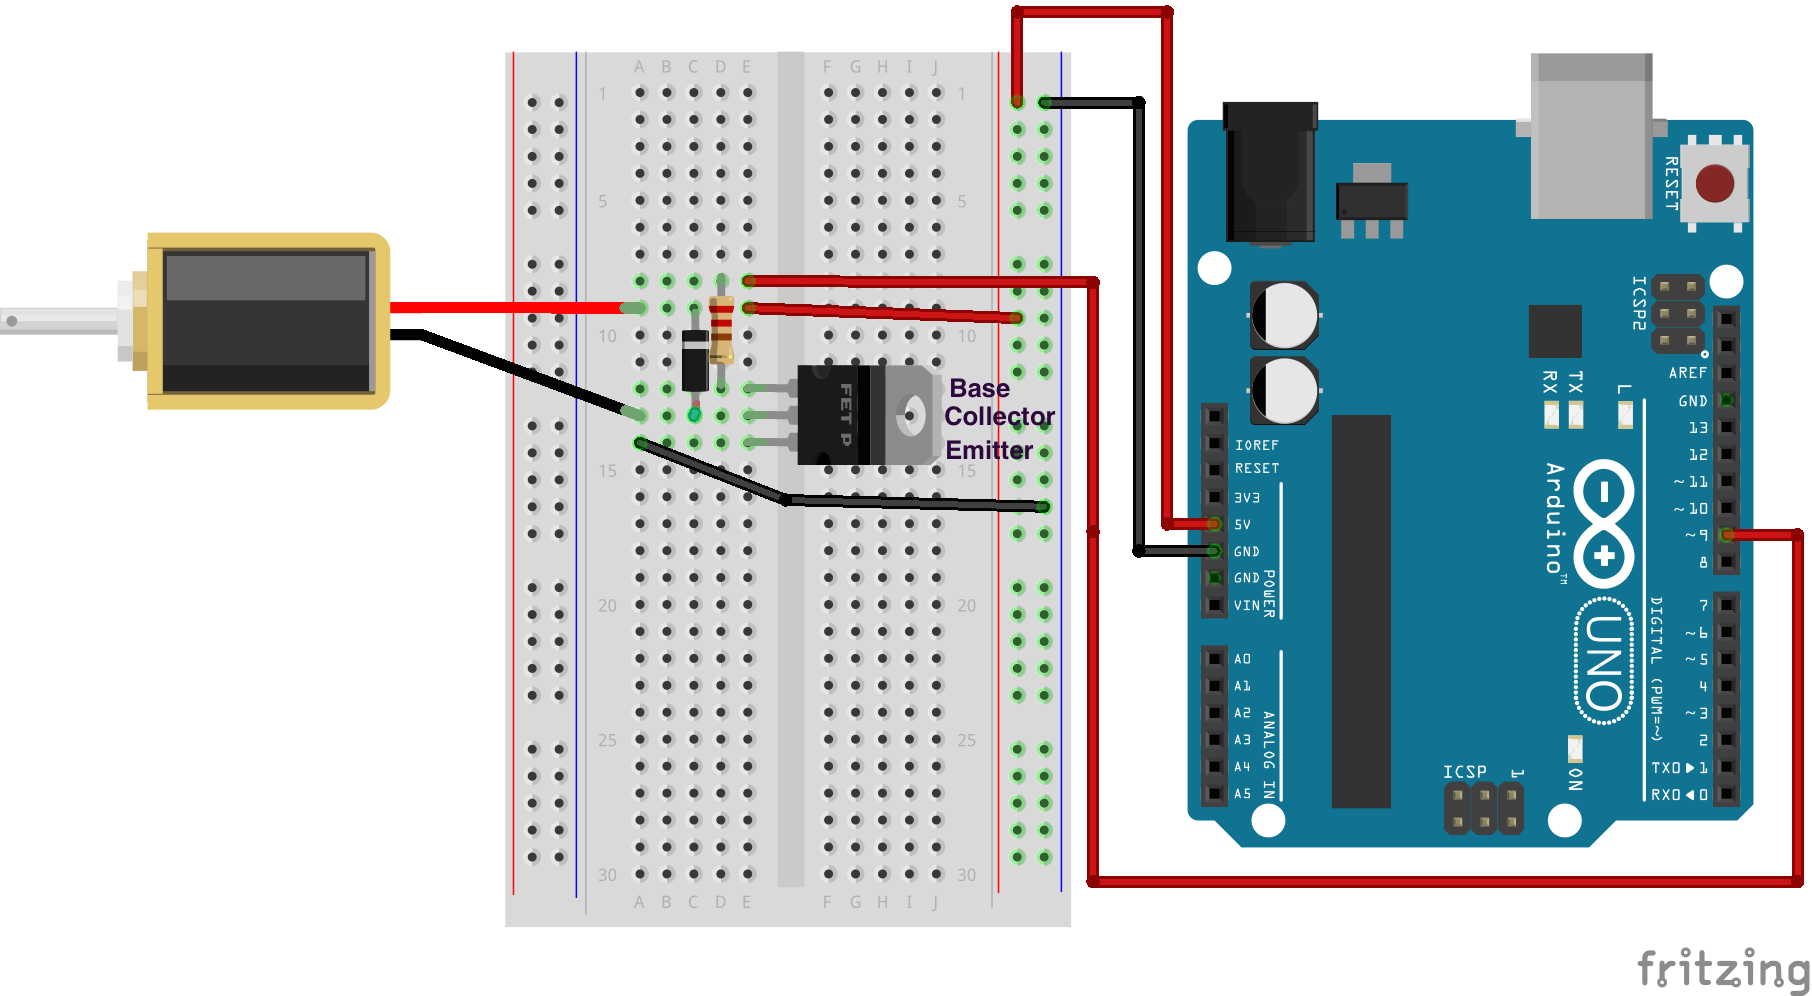 A B C D E F G H I J
1 1
5 5
10 10
15 15
20 20
25 25
30 30
A B C D E F G H I J
FET P
Base
Collector
Emitter
RESET
ICSP2
IOREF
RESET
3V3
5V
GND
GND
VIN
POWER
A0
A1
A2
A3
A4
A5
ANALOG IN
RX
TX
L
AREF
GND
13
12
~11
~10
~9
8
7
~6
~5
4
~3
2
TX0▶1
RX0◀0
DIGITAL (PWM=~)
Arduino™
UNO
ON
ICSP
1
fritzing